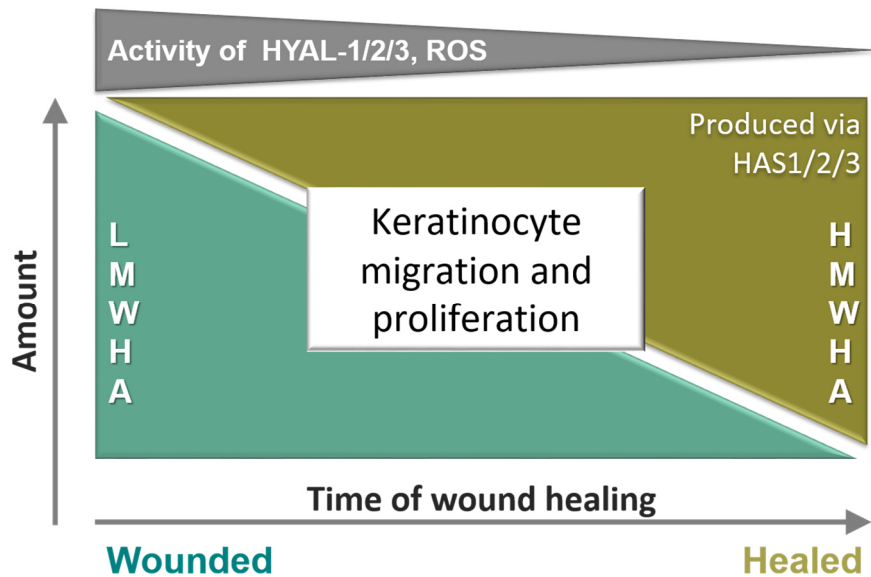 Activity of HYAL-1/2/3, ROS
Produced via
HAS1/2/3
Amount
L
M
W
H
A
Keratinocyte
migration and
proliferation
H
M
W
H
A
Time of wound healing
Wounded
Healed